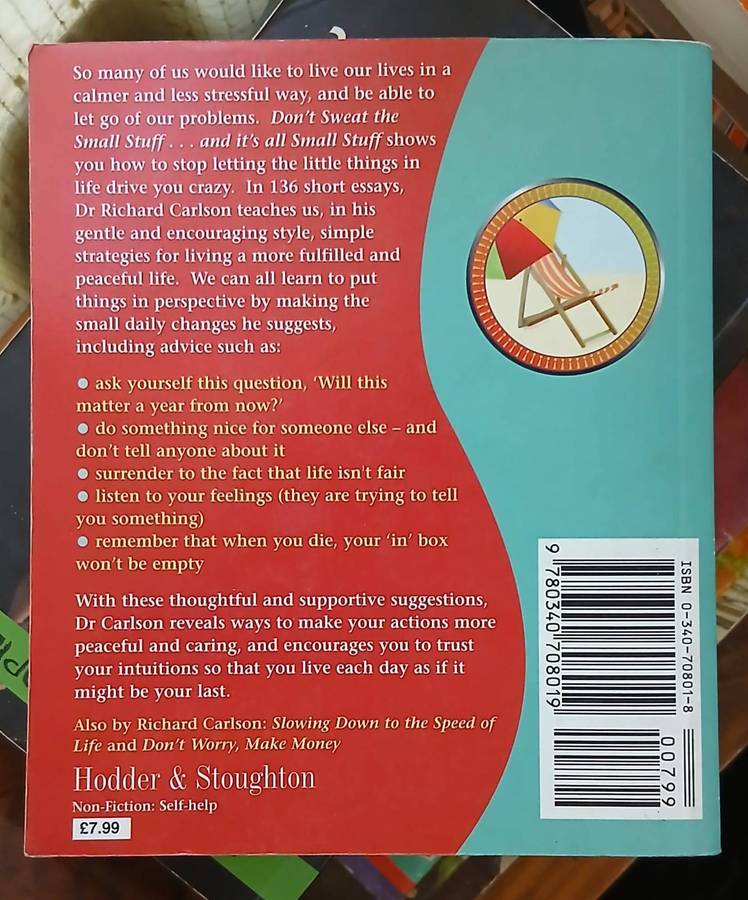 So many of us would like to live our lives in a
calmer and less stressful way, and be able to
let go of our problems. Don't Sweat the
Small Stuff . . . and it's all Small Stuff shows
you how to stop letting the little things in
life drive you crazy. In 136 short essays,
Dr Richard Carlson teaches us, in his
gentle and encouraging style, simple
strategies for living a more fulfilled and
peaceful life. We can all learn to put
things in perspective by making the
small daily changes he suggests,
including advice such as:
● ask yourself this question, 'Will this
matter a year from now?'
● do something nice for someone else – and
don't tell anyone about it
● surrender to the fact that life isn't fair
● listen to your feelings (they are trying to tell
you something)
● remember that when you die, your 'in' box
won't be empty
With these thoughtful and supportive suggestions,
Dr Carlson reveals ways to make your actions more
peaceful and caring, and encourages you to trust
your intuitions so that you live each day as if it
might be your last.
Also by Richard Carlson: Slowing Down to the Speed of
Life and Don't Worry, Make Money
Hodder & Stoughton
Non-Fiction: Self-help
£7.99
ISBN 0-340-70801-8
9 780340 708019
00799